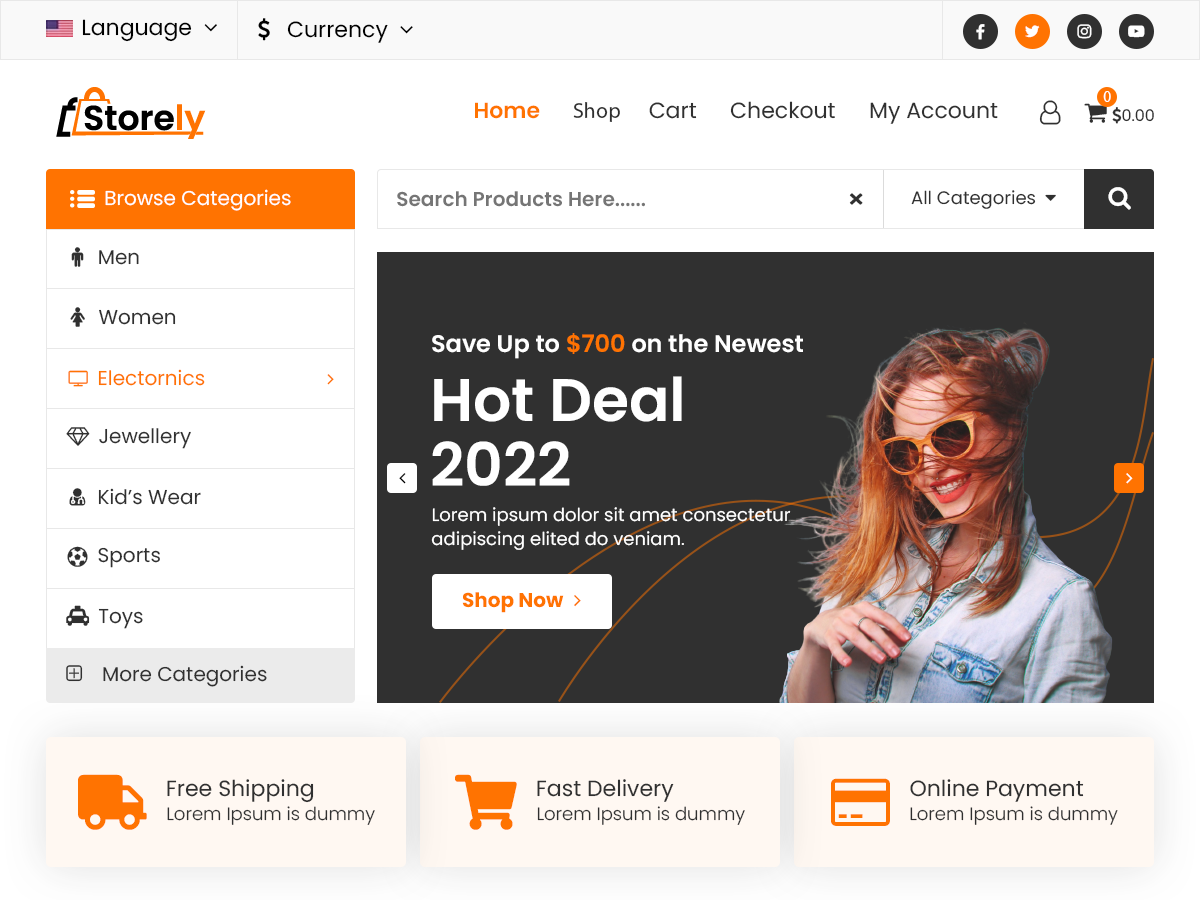 Language
Currency
Storely
Home
Shop
Cart
Checkout
My Account
0
$0.00
Browse Categories
Search Products Here......
All Categories
Men
Women
Electornics
Jewellery
Kid’s Wear
Sports
Toys
More Categories
Save Up to $700 on the Newest
Hot Deal
2022
Lorem ipsum dolor sit amet consectetur
adipiscing elited do veniam.
Shop Now
Free Shipping
Lorem Ipsum is dummy
Fast Delivery
Lorem Ipsum is dummy
Online Payment
Lorem Ipsum is dummy